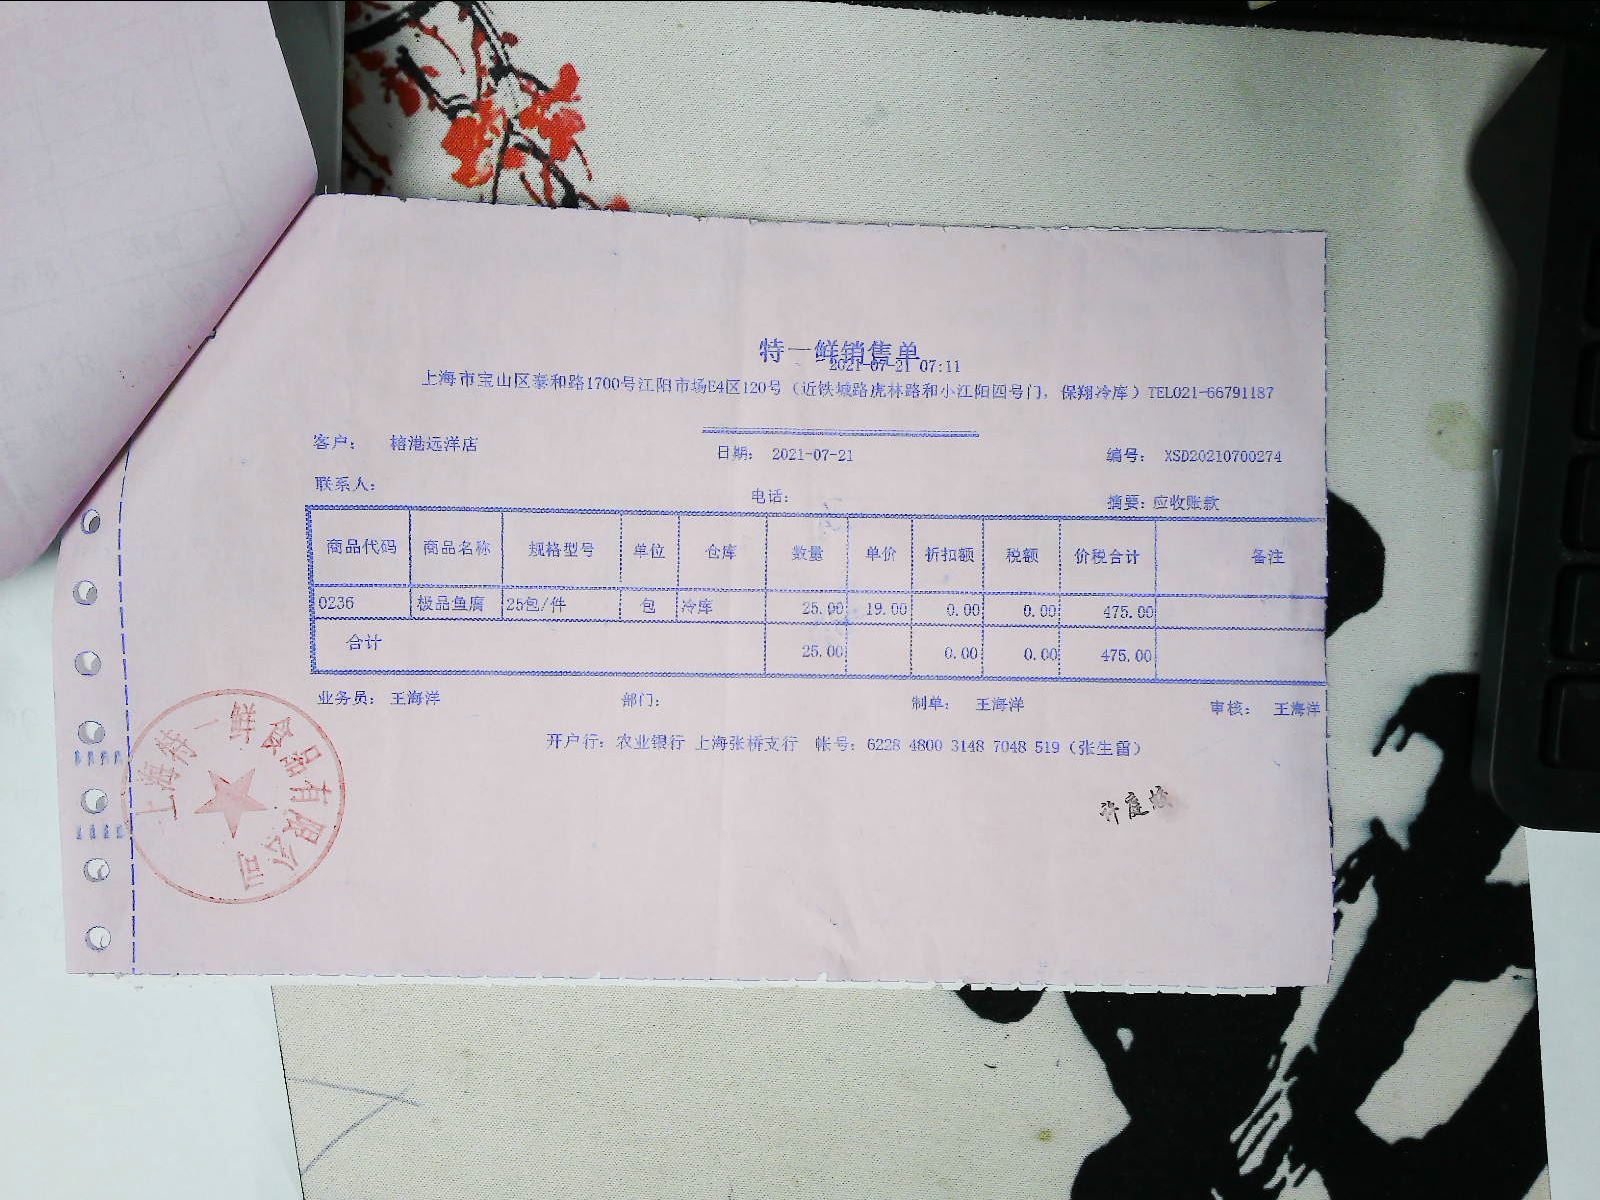 特一鲜销售单
2021-07-21 07:11
上海市宝山区泰和路1700号江阳市场E4区120号（近铁城路虎林路和小江阳四号门，保翔冷库）TEL021-66791187
客户： 榕港远洋店 日期： 2021-07-21 编号： XSD20210700274
联系人： 电话： 摘要：应收账款
商品代码 商品名称 规格型号 单位 仓库 数量 单价 折扣额 税额 价税合计 备注
0236 极品鱼腐 25包/件 包 冷库 25.00 19.00 0.00 0.00 475.00
合计 25.00 0.00 0.00 475.00
业务员： 王海洋 部门： 制单： 王海洋 审核： 王海洋
开户行：农业银行 上海张桥支行 帐号：6228 4800 3148 7048 519（张生留）
上海特一鲜食品有限公司
许庭